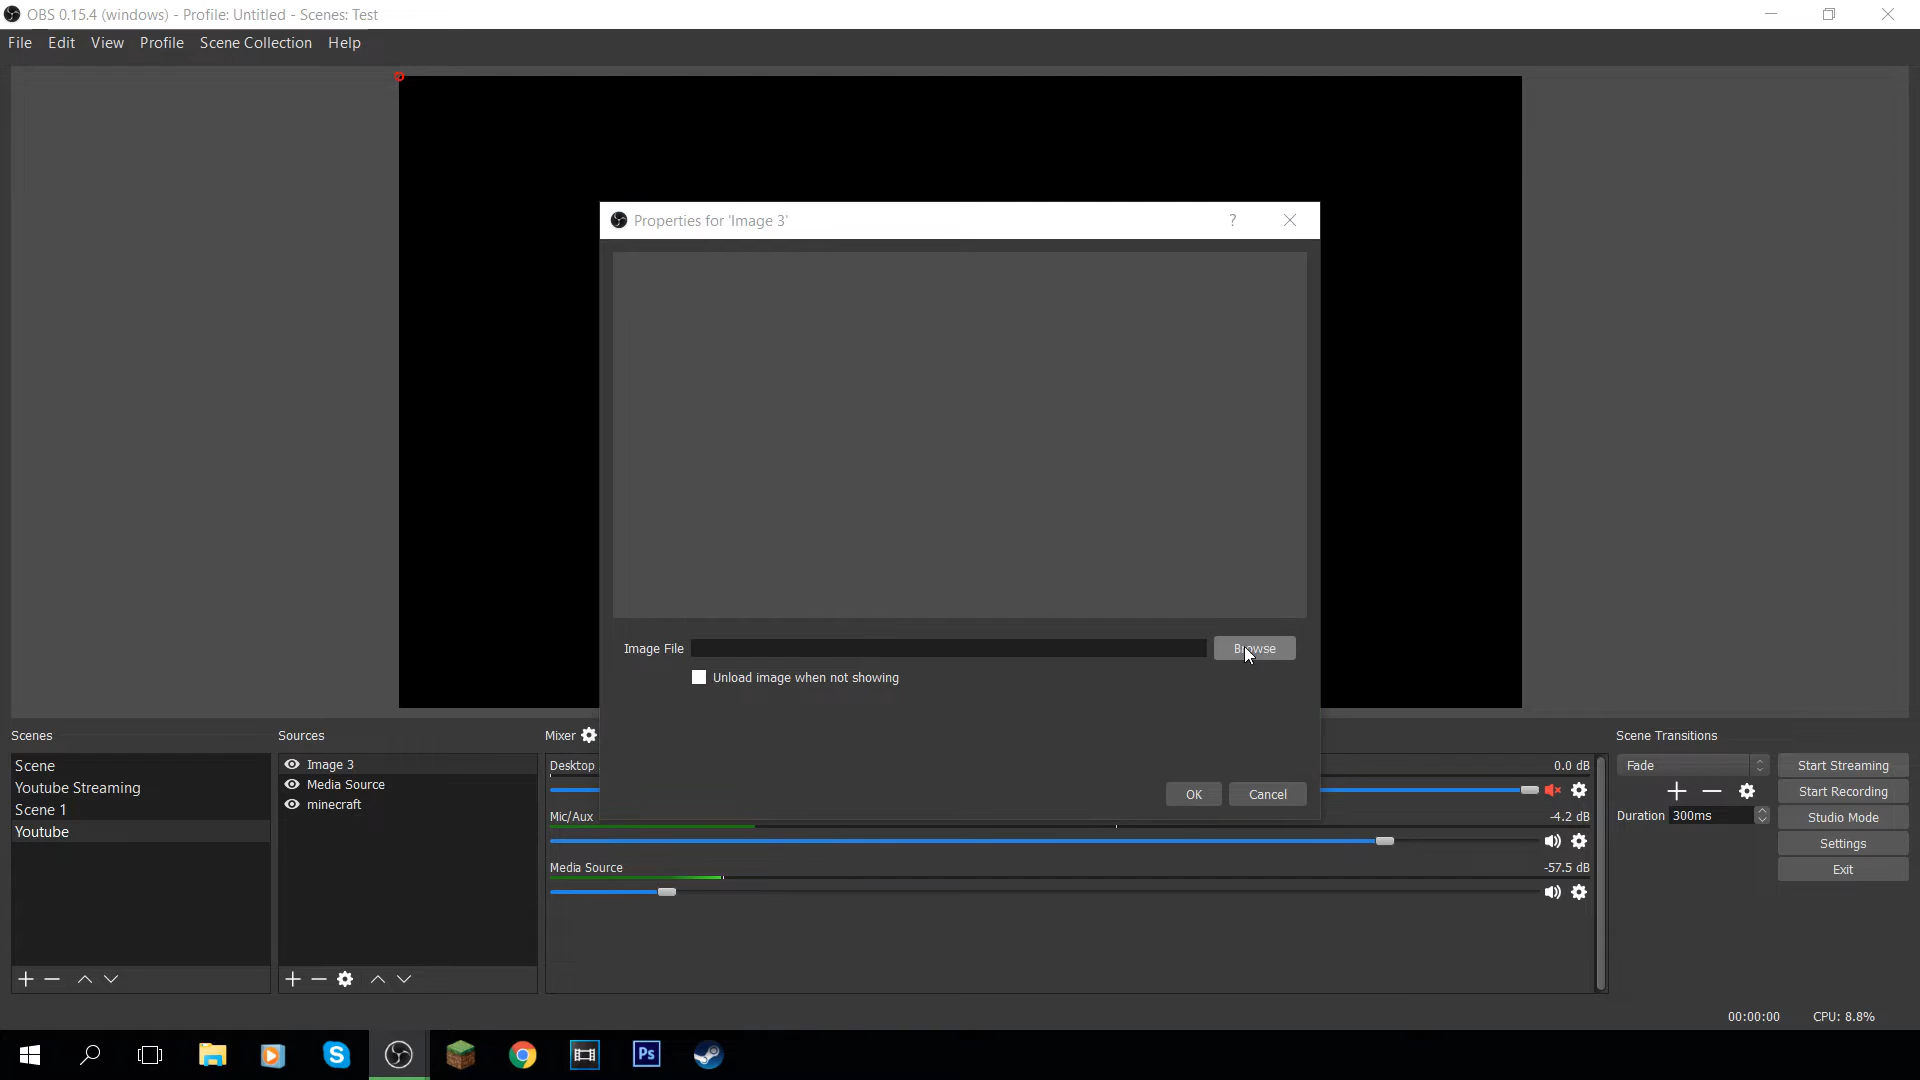 OBS 0.15.4 (windows) - Profile: Untitled - Scenes: Test
File Edit View Profile Scene Collection Help
Properties for 'Image 3'
?
Image File
Browse
Unload image when not showing
OK
Cancel
Scenes
Scene
Youtube Streaming
Scene 1
Youtube
Sources
Image 3
Media Source
minecraft
Mixer
Desktop
0.0 dB
Mic/Aux
-4.2 dB
Media Source
-57.5 dB
Scene Transitions
Fade
Duration 300ms
Start Streaming
Start Recording
Studio Mode
Settings
Exit
00:00:00
CPU: 8.8%
Ps